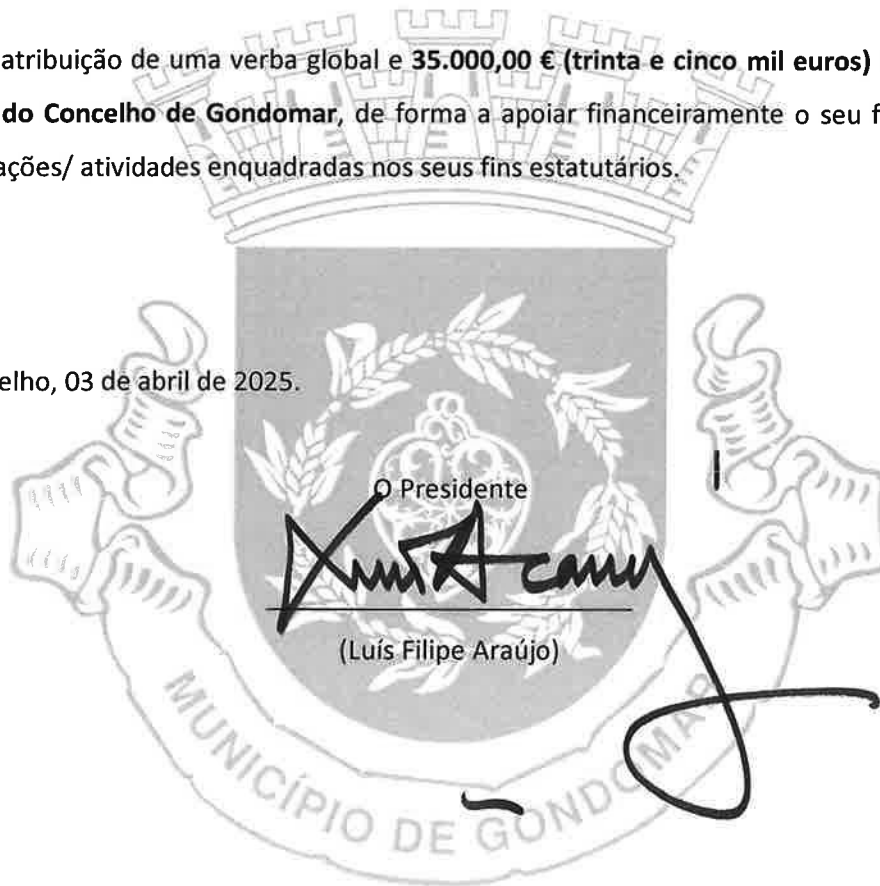 atribuição de uma verba global e 35.000,00 € (trinta e cinco mil euros)
do Concelho de Gondomar, de forma a apoiar financeiramente o seu f
ações/ atividades enquadradas nos seus fins estatutários.
elho, 03 de abril de 2025.
O Presidente
(Luís Filipe Araújo)
MUNICÍPIO DE GONDOMAR